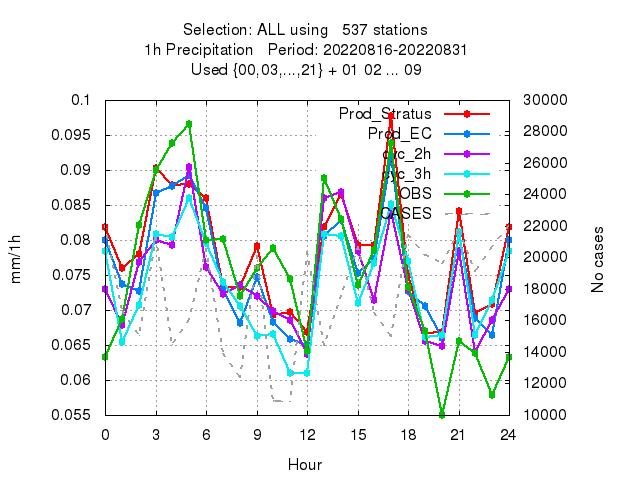 Selection: ALL using 537 stations
1h Precipitation Period: 20220816-20220831
Used {00,03,...,21} + 01 02 ... 09
0.1
0.095
0.09
0.085
0.08
0.075
0.07
0.065
0.06
0.055
30000
28000
26000
24000
22000
20000
18000
16000
14000
12000
10000
Prod_Stratus
Prod_EC
cyc_2h
cyc_3h
OBS
CASES
mm/1h
No cases
0 3 6 9 12 15 18 21 24
Hour